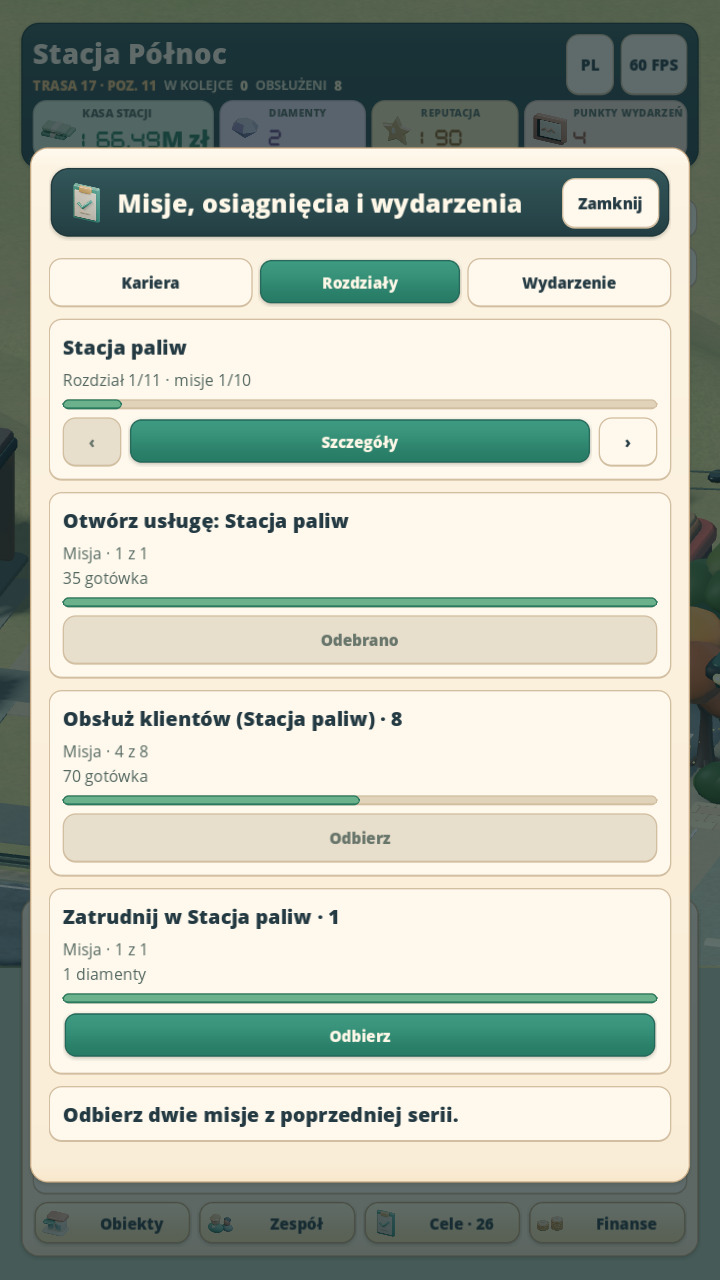 Stacja Północ
PL
60 FPS
TRASA 17 · POZ. 11 W KOLEJCE 0 OBSŁUŻENI 8
KASA STACJI
166.49M zł
DIAMENTY
2
REPUTACJA
190
PUNKTY WYDARZEŃ
4
Misje, osiągnięcia i wydarzenia
Zamknij
Kariera
Rozdziały
Wydarzenie
Stacja paliw
Rozdział 1/11 · misje 1/10
‹
Szczegóły
›
Otwórz usługę: Stacja paliw
Misja · 1 z 1
35 gotówka
Odebrano
Obsłuż klientów (Stacja paliw) · 8
Misja · 4 z 8
70 gotówka
Odbierz
Zatrudnij w Stacja paliw · 1
Misja · 1 z 1
1 diamenty
Odbierz
Odbierz dwie misje z poprzedniej serii.
Obiekty
Zespół
Cele · 26
Finanse